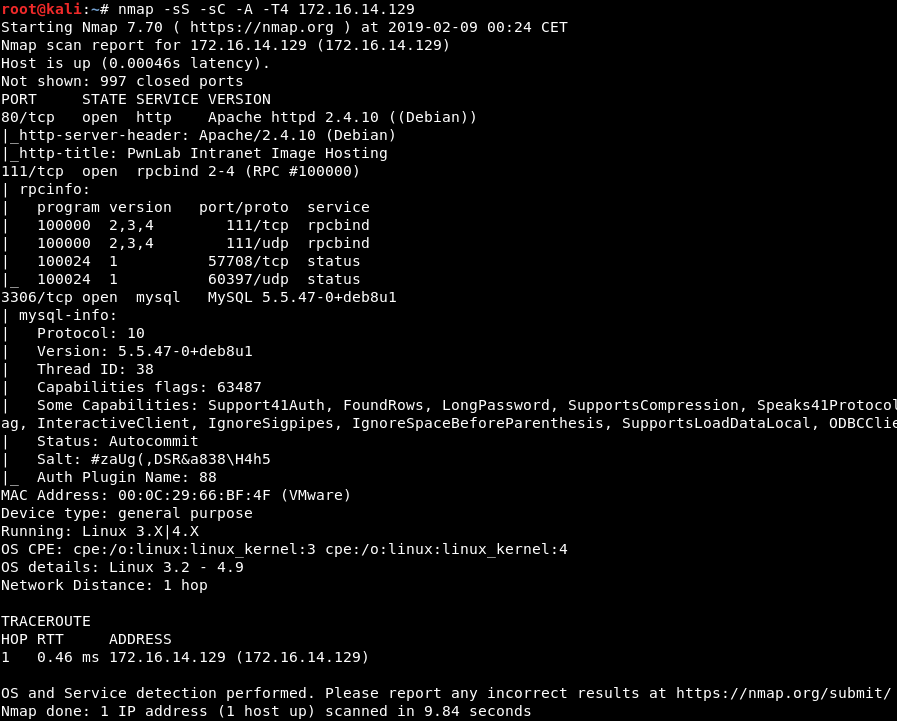 root@kali:~# nmap -sS -sC -A -T4 172.16.14.129
Starting Nmap 7.70 ( https://nmap.org ) at 2019-02-09 00:24 CET
Nmap scan report for 172.16.14.129 (172.16.14.129)
Host is up (0.00046s latency).
Not shown: 997 closed ports
PORT     STATE SERVICE VERSION
80/tcp   open  http    Apache httpd 2.4.10 ((Debian))
|_http-server-header: Apache/2.4.10 (Debian)
|_http-title: PwnLab Intranet Image Hosting
111/tcp  open  rpcbind 2-4 (RPC #100000)
| rpcinfo:
|   program version   port/proto  service
|   100000  2,3,4        111/tcp  rpcbind
|   100000  2,3,4        111/udp  rpcbind
|   100024  1          57708/tcp  status
|_  100024  1          60397/udp  status
3306/tcp open  mysql   MySQL 5.5.47-0+deb8u1
| mysql-info:
|   Protocol: 10
|   Version: 5.5.47-0+deb8u1
|   Thread ID: 38
|   Capabilities flags: 63487
|   Some Capabilities: Support41Auth, FoundRows, LongPassword, SupportsCompression, Speaks41Protocol
ag, InteractiveClient, IgnoreSigpipes, IgnoreSpaceBeforeParenthesis, SupportsLoadDataLocal, ODBCClie
|   Status: Autocommit
|   Salt: #zaUg(,DSR&a838\H4h5
|_  Auth Plugin Name: 88
MAC Address: 00:0C:29:66:BF:4F (VMware)
Device type: general purpose
Running: Linux 3.X|4.X
OS CPE: cpe:/o:linux:linux_kernel:3 cpe:/o:linux:linux_kernel:4
OS details: Linux 3.2 - 4.9
Network Distance: 1 hop
TRACEROUTE
HOP RTT     ADDRESS
1   0.46 ms 172.16.14.129 (172.16.14.129)
OS and Service detection performed. Please report any incorrect results at https://nmap.org/submit/
Nmap done: 1 IP address (1 host up) scanned in 9.84 seconds